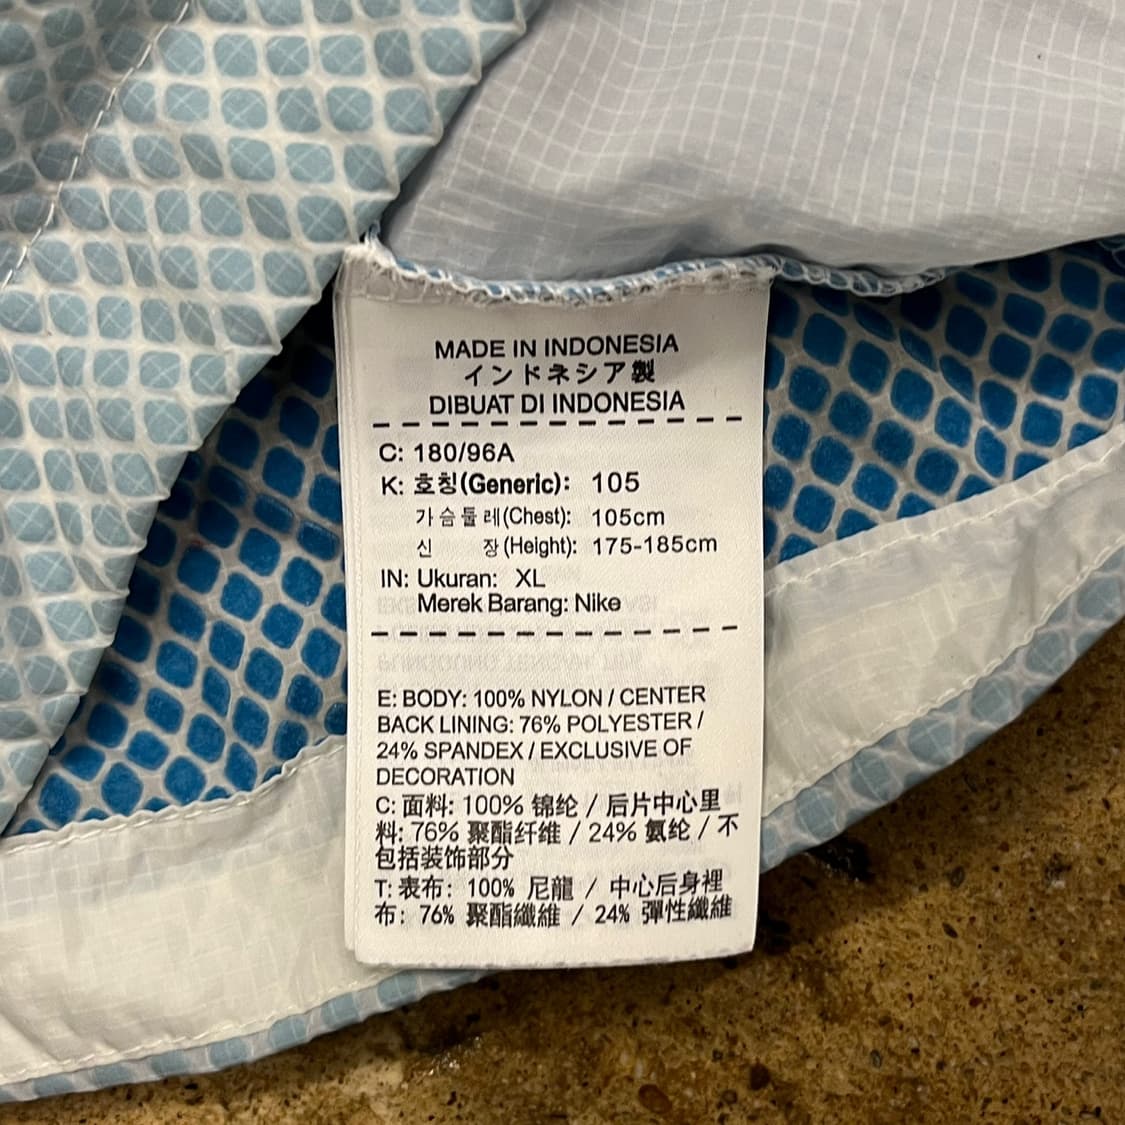 MADE IN INDONESIA
インドネシア製
DIBUAT DI INDONESIA
C: 180/96A
K: 호칭(Generic): 105
가슴둘레(Chest): 105cm
신 장(Height): 175-185cm
IN: Ukuran: XL
Merek Barang: Nike
E: BODY: 100% NYLON / CENTER
BACK LINING: 76% POLYESTER /
24% SPANDEX / EXCLUSIVE OF
DECORATION
C: 面料: 100% 锦纶 / 后片中心里
料: 76% 聚酯纤维 / 24% 氨纶 / 不
包括装饰部分
T: 表布: 100% 尼龍 / 中心后身裡
布: 76% 聚酯纖維 / 24% 彈性纖維